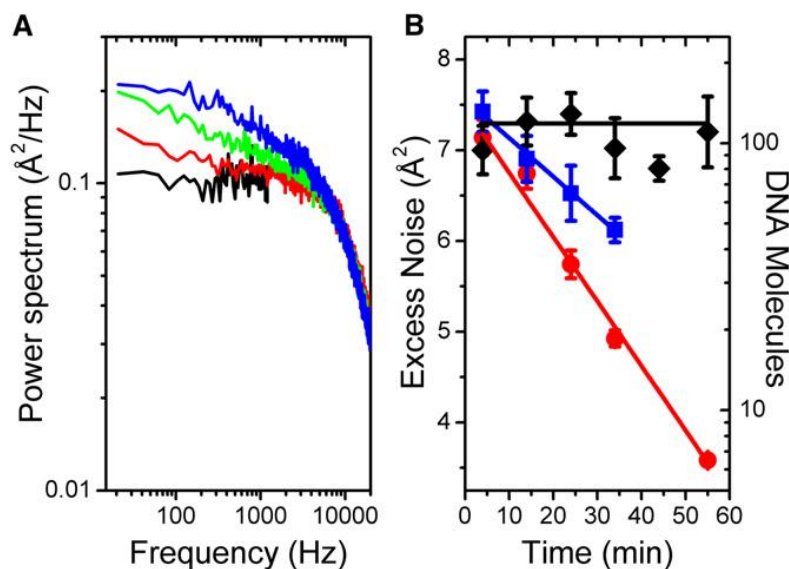 A
Power spectrum (Å²/Hz)
0.1
0.01
100
1000
10000
Frequency (Hz)
B
Excess Noise (Å²)
8
7
6
5
4
0
10
20
30
40
50
60
Time (min)
100
10
DNA Molecules